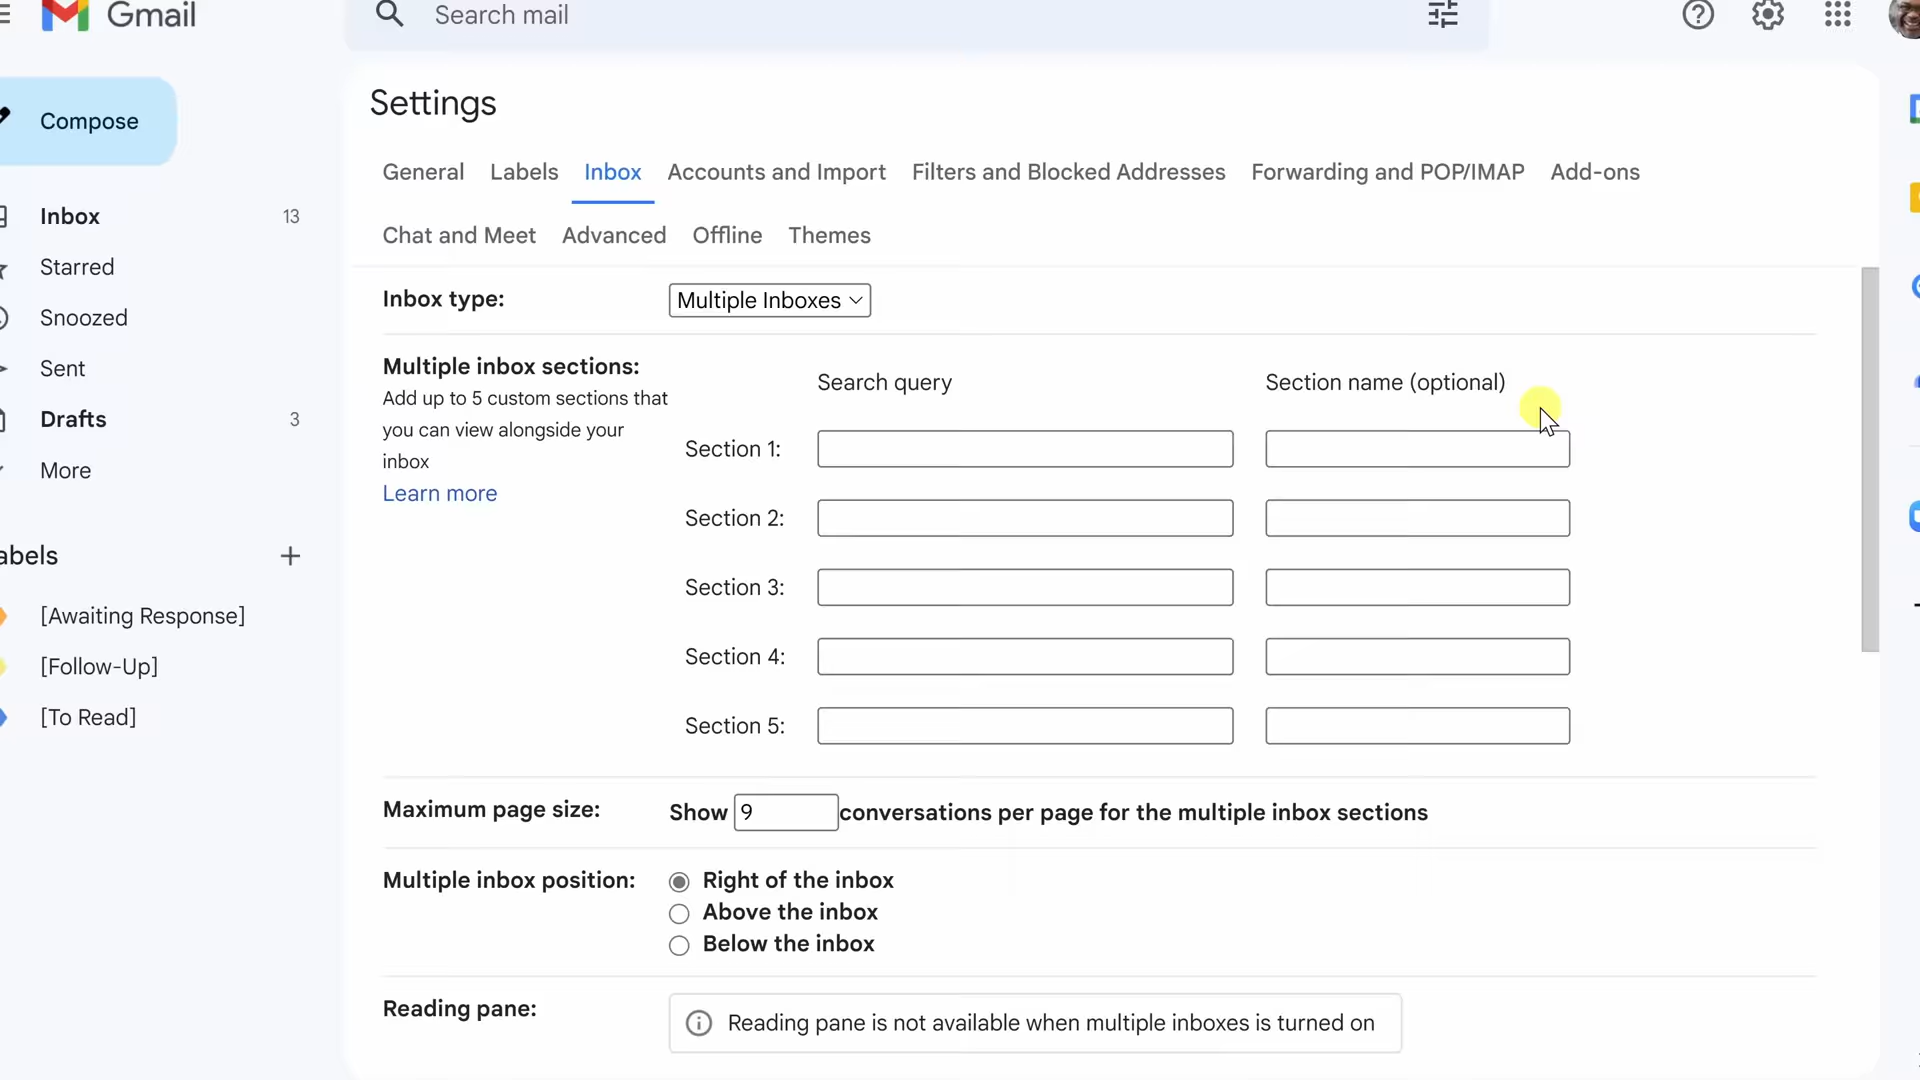 Gmail
Search mail
Compose
Inbox 13
Starred
Snoozed
Sent
Drafts 3
More
abels
[Awaiting Response]
[Follow-Up]
[To Read]
Settings
General Labels Inbox Accounts and Import Filters and Blocked Addresses Forwarding and POP/IMAP Add-ons
Chat and Meet Advanced Offline Themes
Inbox type: Multiple Inboxes
Multiple inbox sections:
Add up to 5 custom sections that
you can view alongside your
inbox
Learn more
Search query Section name (optional)
Section 1:
Section 2:
Section 3:
Section 4:
Section 5:
Maximum page size: Show 9 conversations per page for the multiple inbox sections
Multiple inbox position: Right of the inbox
Above the inbox
Below the inbox
Reading pane: Reading pane is not available when multiple inboxes is turned on